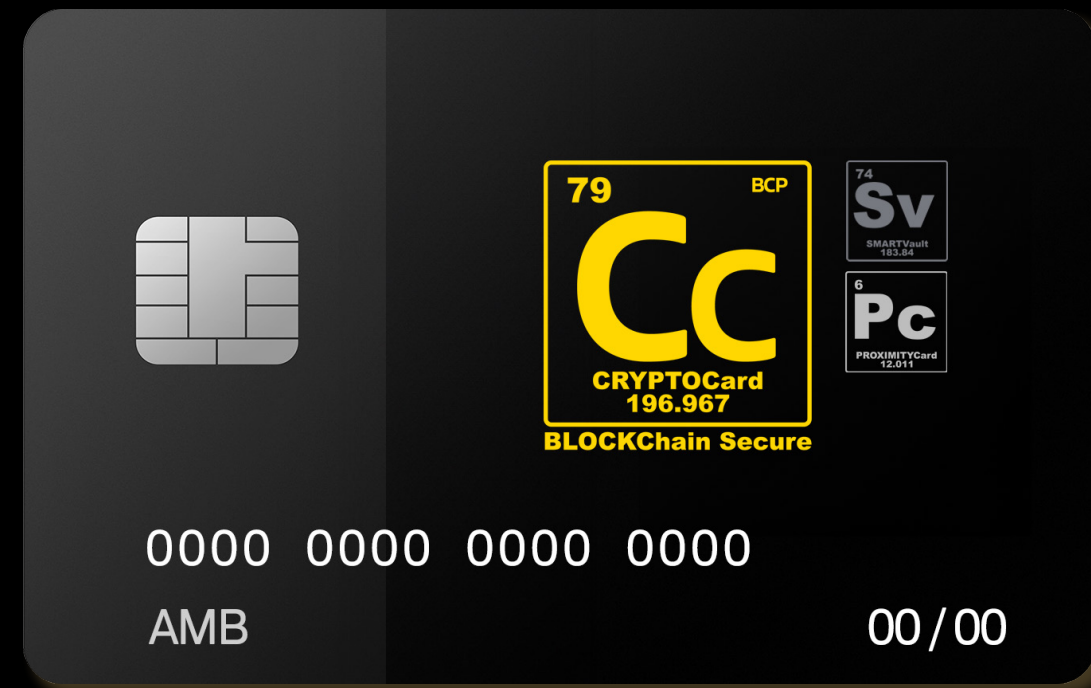 79 BCP
Cc
CRYPTOCard
196.967
BLOCKChain Secure
74
Sv
SMARTVault
183.84
6
Pc
PROXIMITYCard
12.011
0000 0000 0000 0000
AMB 00/00